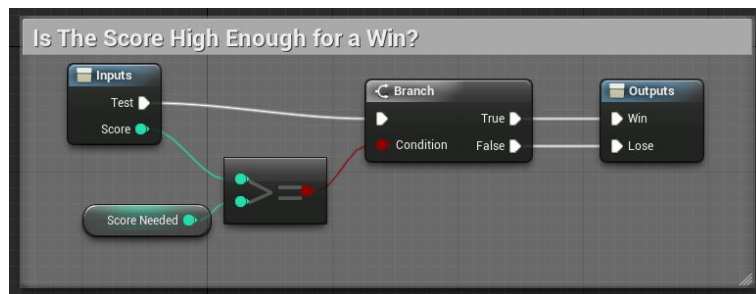 Is The Score High Enough for a Win?
Inputs
Test
Score
Score Needed
>=
Branch
True
Condition
False
Outputs
Win
Lose